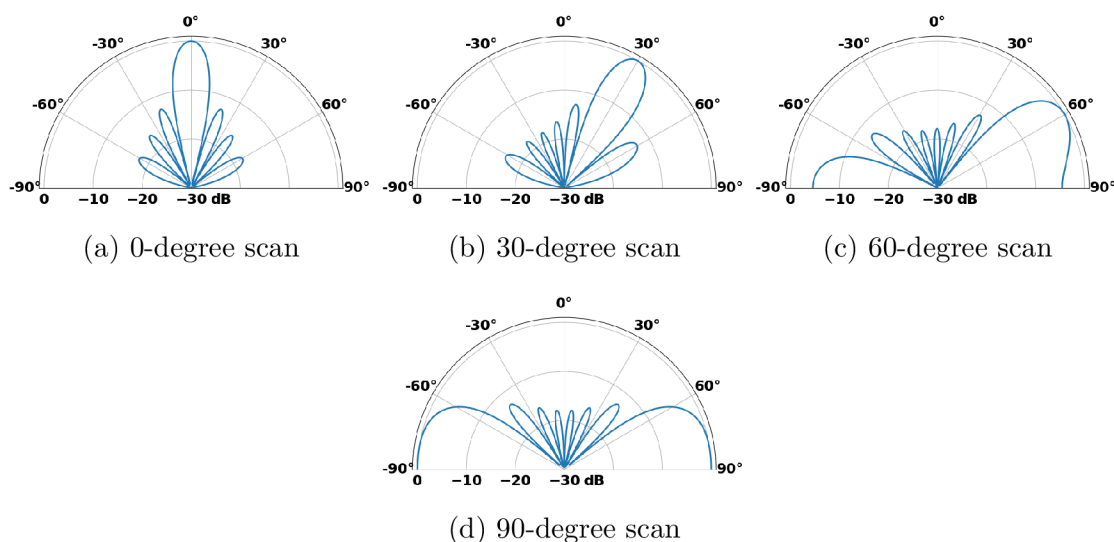 0° 0° 0°
-30° 30° -30° 30° -30° 30°
-60° 60° -60° 60° -60° 60°
-90° 90° -90° 90° -90° 90°
0 −10 −20 −30 dB 0 −10 −20 −30 dB 0 −10 −20 −30 dB
(a) 0-degree scan (b) 30-degree scan (c) 60-degree scan
0°
-30° 30°
-60° 60°
-90° 90°
0 −10 −20 −30 dB
(d) 90-degree scan